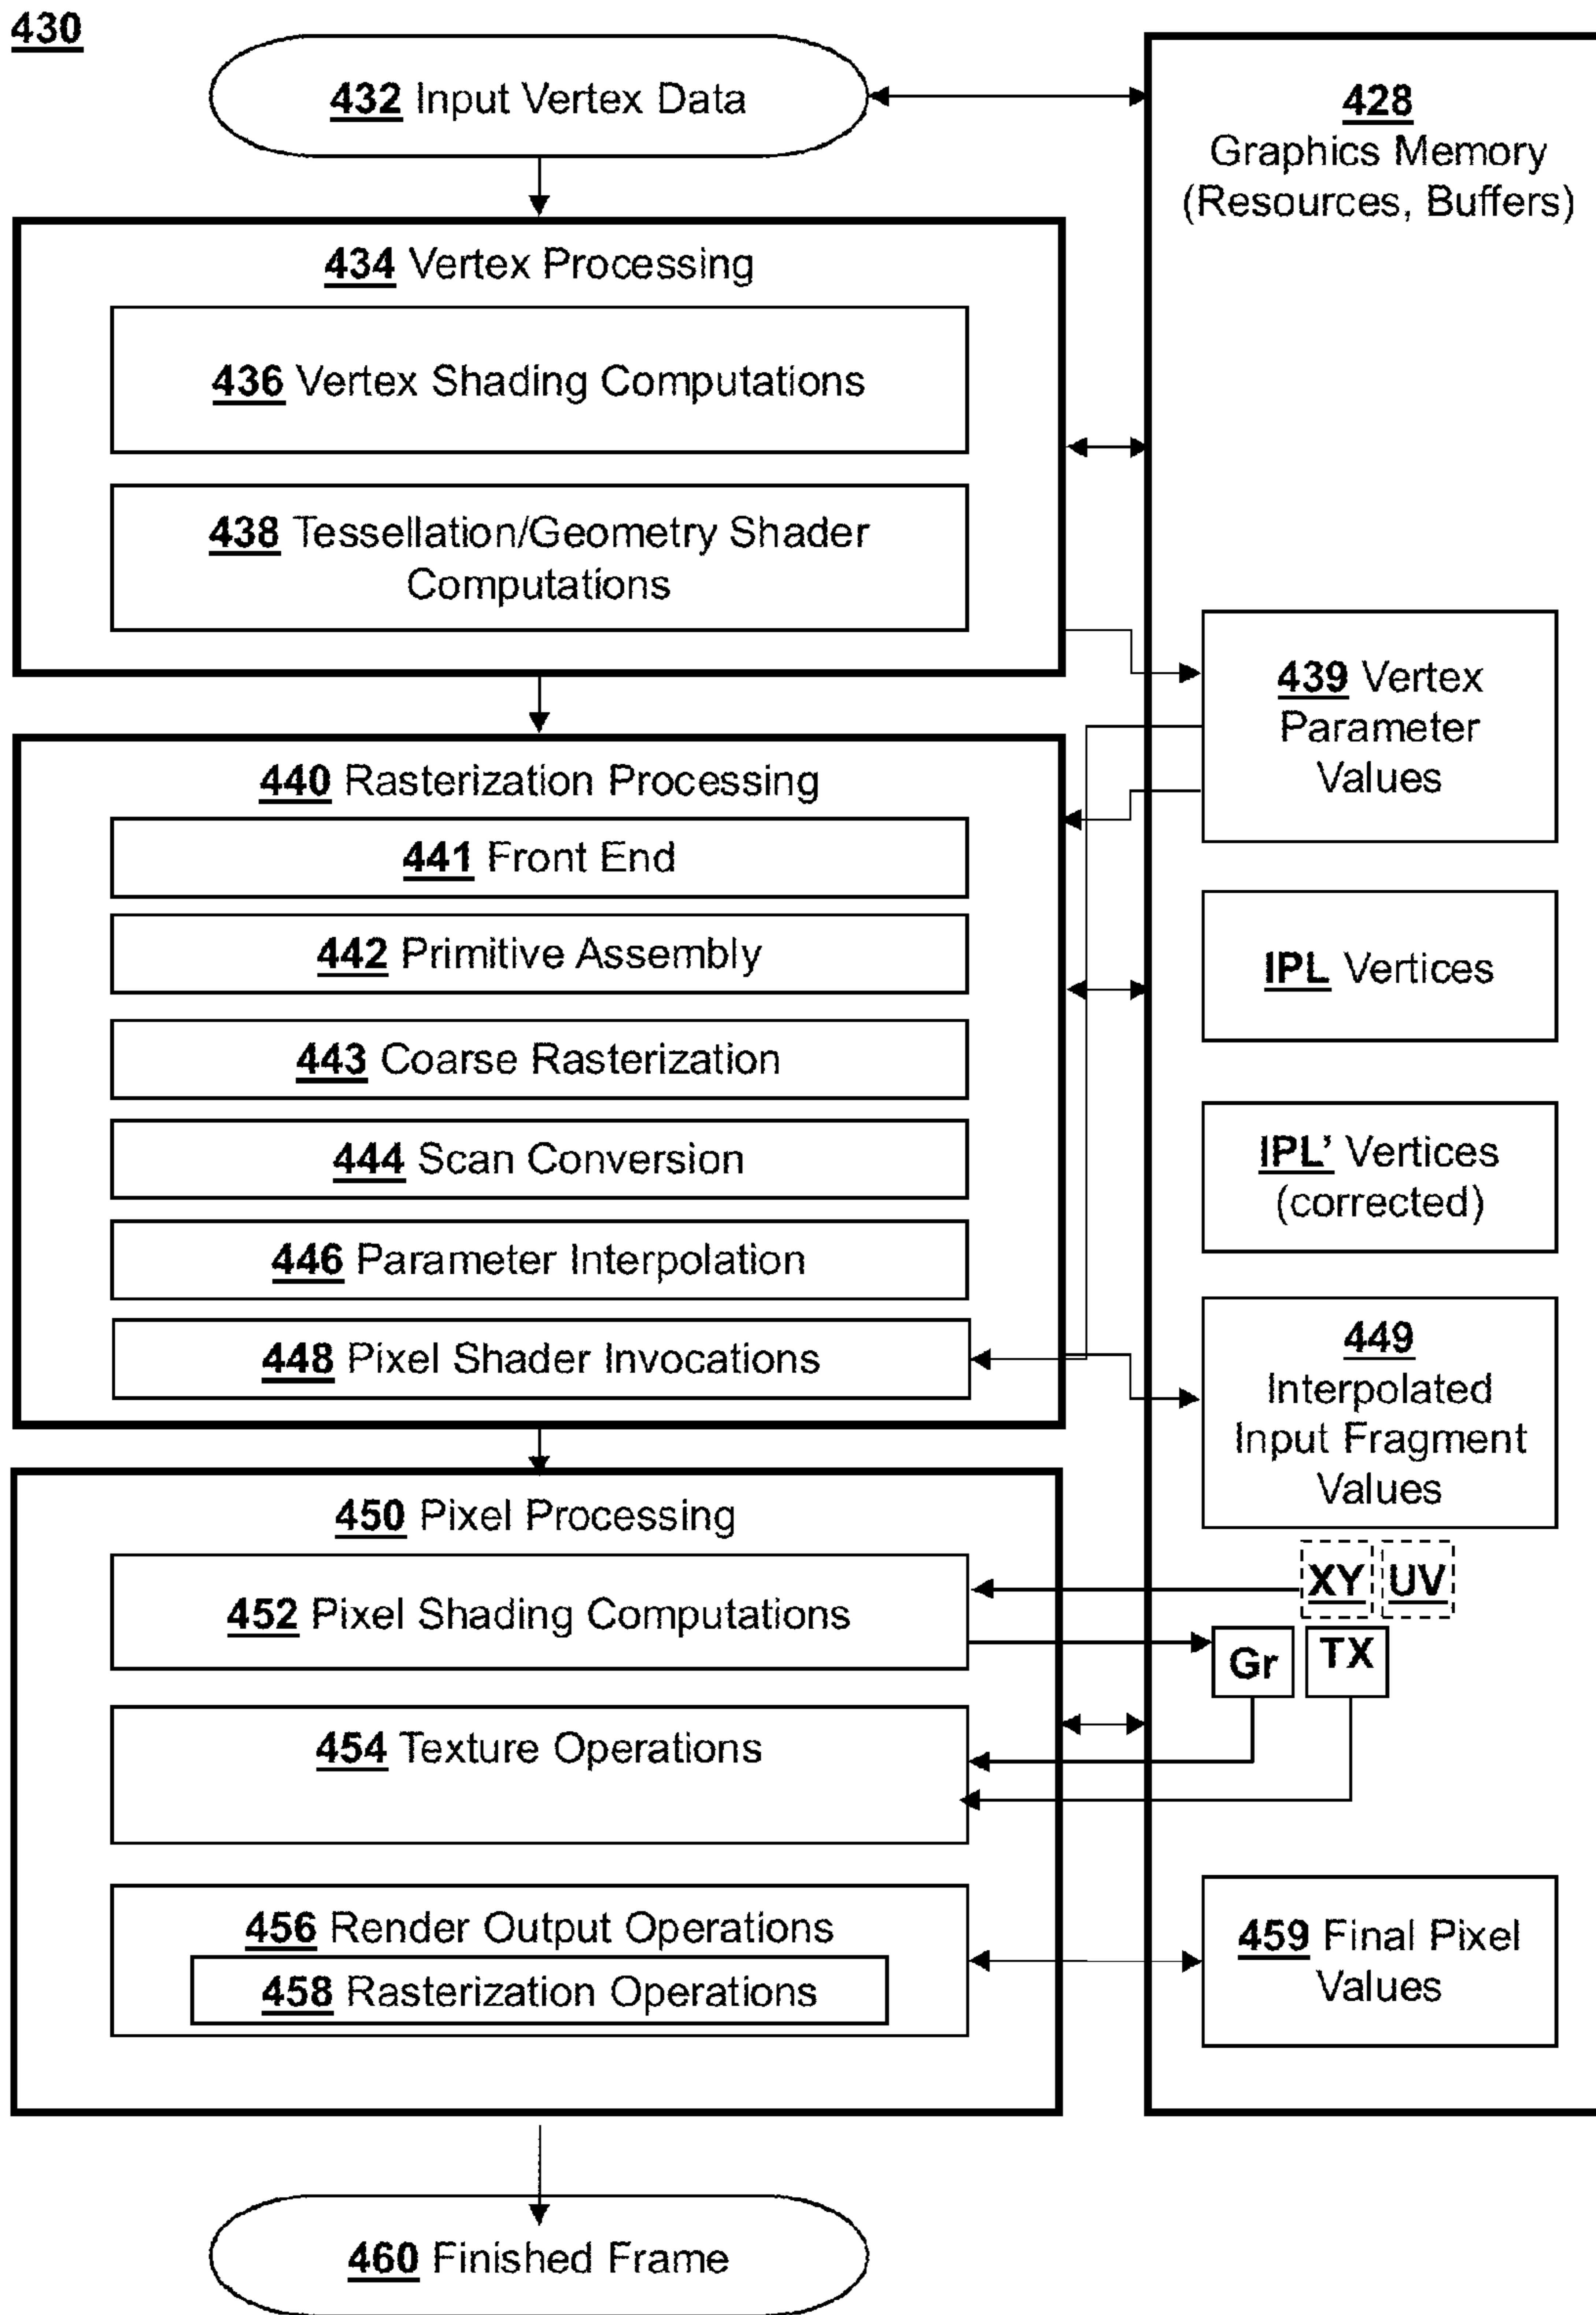 430
432 Input Vertex Data
428
Graphics Memory
(Resources, Buffers)
434 Vertex Processing
436 Vertex Shading Computations
438 Tessellation/Geometry Shader
Computations
439 Vertex
Parameter
Values
440 Rasterization Processing
441 Front End
442 Primitive Assembly
IPL Vertices
443 Coarse Rasterization
444 Scan Conversion
IPL' Vertices
(corrected)
446 Parameter Interpolation
448 Pixel Shader Invocations
449
Interpolated
Input Fragment
Values
450 Pixel Processing
XY UV
452 Pixel Shading Computations
Gr TX
454 Texture Operations
456 Render Output Operations
458 Rasterization Operations
459 Final Pixel
Values
460 Finished Frame